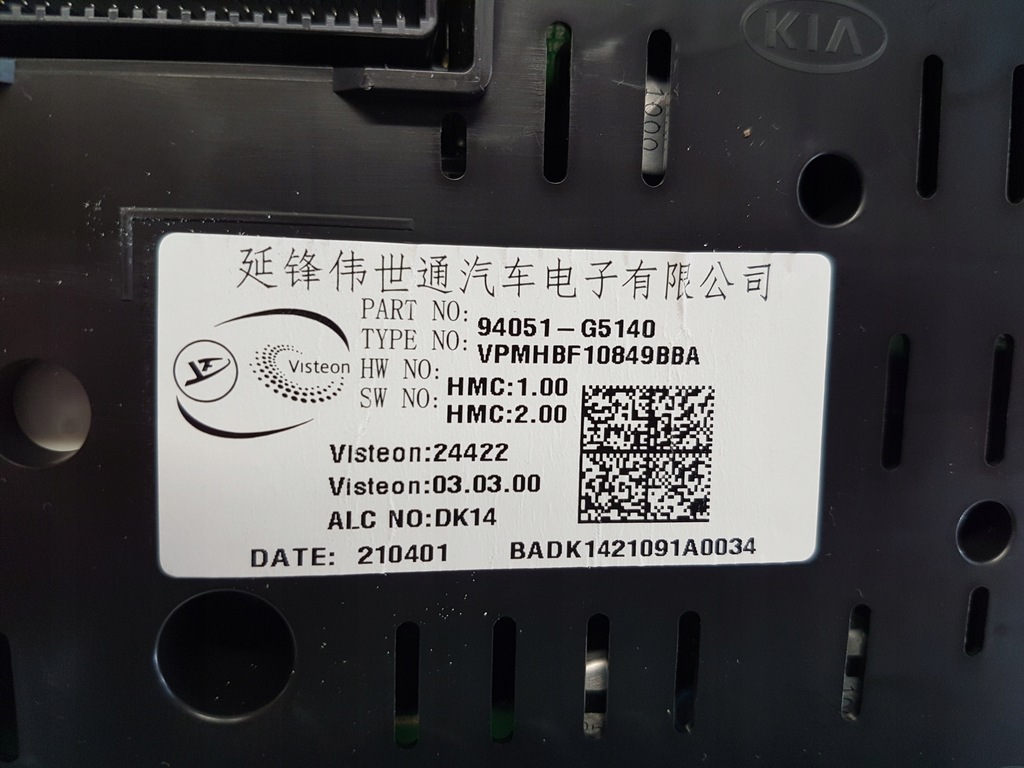 KIA
1000
延锋伟世通汽车电子有限公司
PART NO: 94051-G5140
TYPE NO: VPMHBF10849BBA
HW NO: HMC:1.00
SW NO: HMC:2.00
YF
Visteon
Visteon:24422
Visteon:03.03.00
ALC NO:DK14
DATE: 210401 BADK1421091A0034